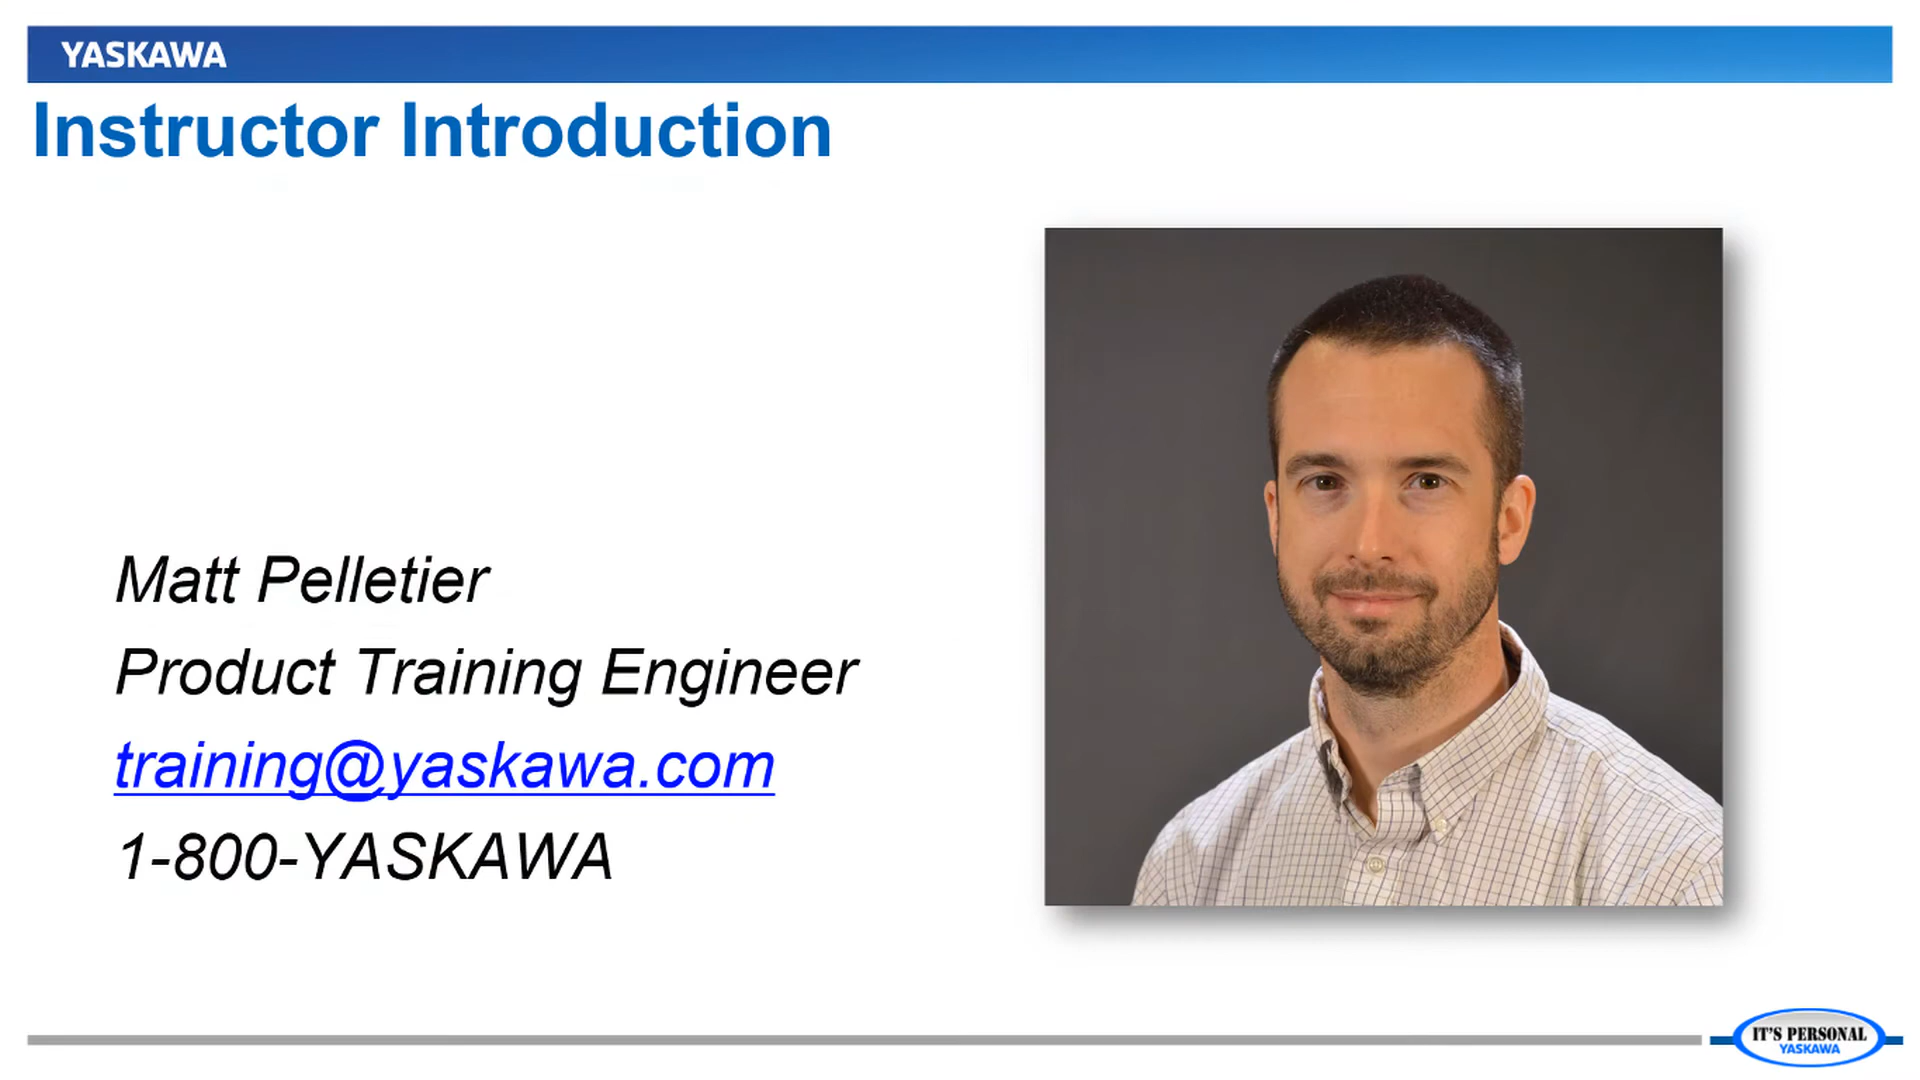 YASKAWA
Instructor Introduction
Matt Pelletier
Product Training Engineer
training@yaskawa.com
1-800-YASKAWA
IT'S PERSONAL
YASKAWA